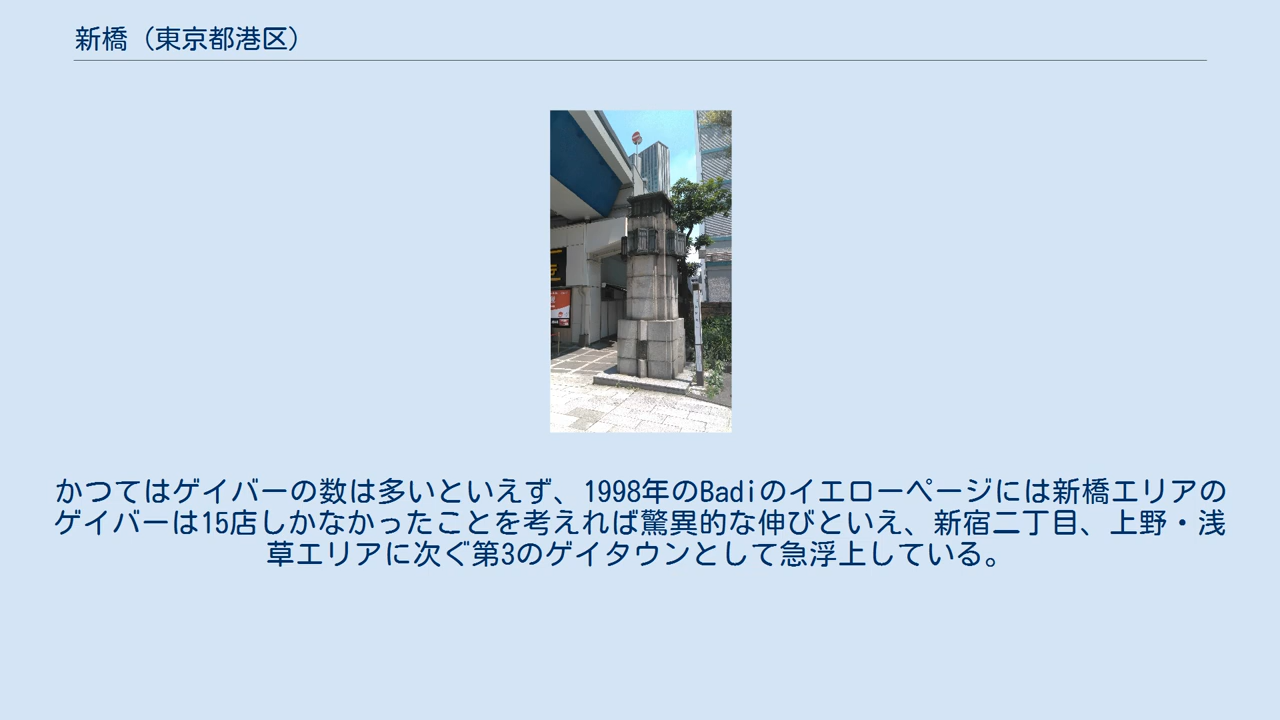 新橋（東京都港区）
かつてはゲイバーの数は多いといえず、1998年のBadiのイエローページには新橋エリアの
ゲイバーは15店しかなかったことを考えれば驚異的な伸びといえ、新宿二丁目、上野・浅
草エリアに次ぐ第3のゲイタウンとして急浮上している。